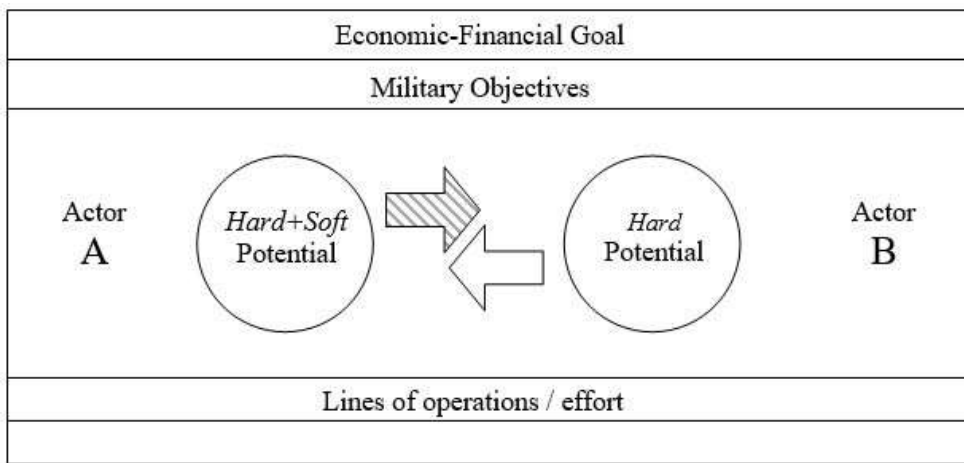 Economic-Financial Goal
Military Objectives
Actor
A
Hard+Soft
Potential
Hard
Potential
Actor
B
Lines of operations / effort